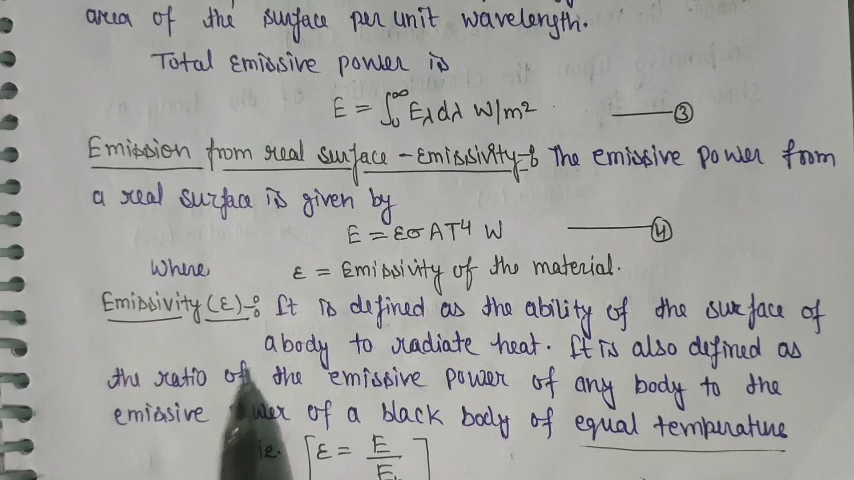 area of the surface per unit wavelength.
Total Emissive power is
E = ∫₀^∞ Eλ dλ W/m² ③
Emission from real surface - Emissivity :- The emissive power from
a real surface is given by
E = εσAT⁴ W ④
Where ε = Emissivity of the material.
Emissivity (ε) :- It is defined as the ability of the surface of
a body to radiate heat. It is also defined as
the ratio of the emissive power of any body to the
emissive of a black body of equal temperature
ie. [ε = E/